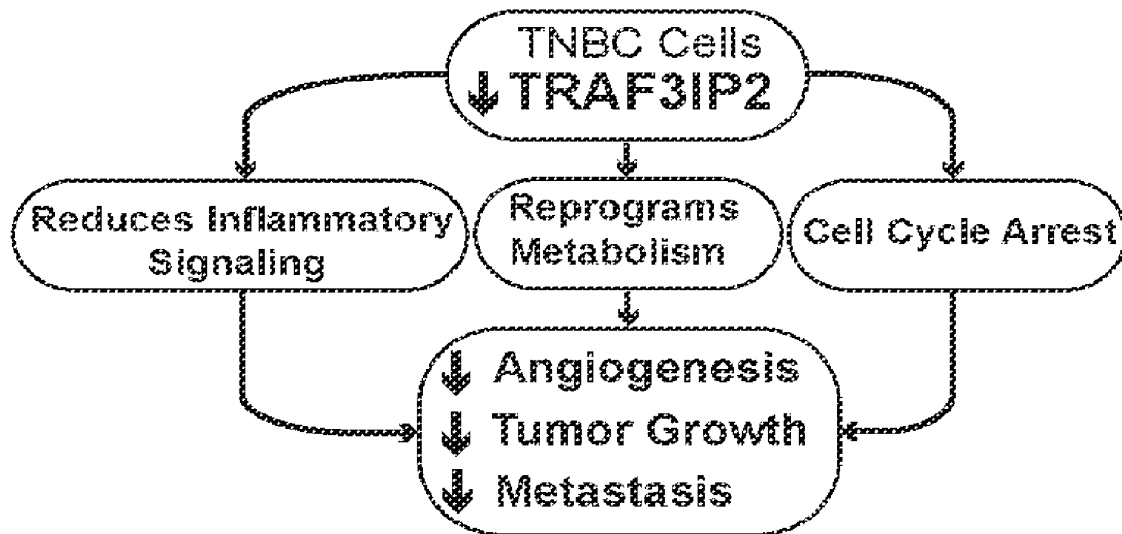 TNBC Cells
↓ TRAF3IP2
Reduces Inflammatory
Signaling
Reprograms
Metabolism
Cell Cycle Arrest
↓ Angiogenesis
↓ Tumor Growth
↓ Metastasis